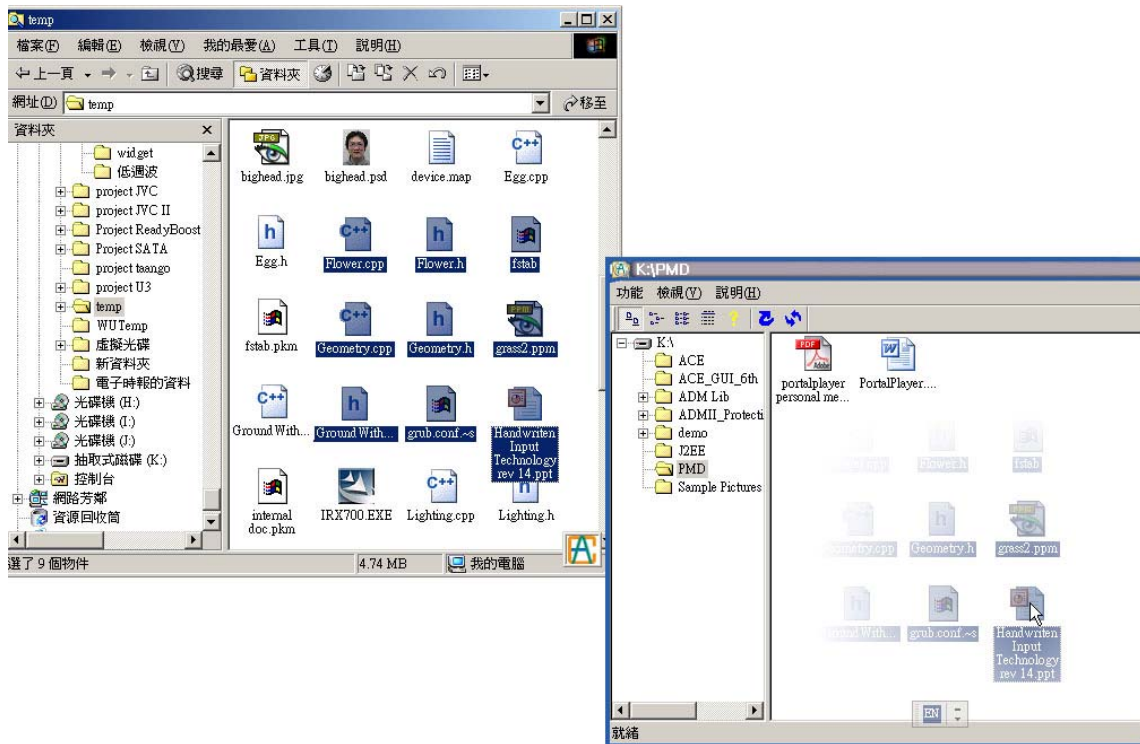 temp
檔案(F) 編輯(E) 檢視(V) 我的最愛(A) 工具(T) 說明(H)
上一頁 搜尋 資料夾
網址(D) temp 移至
資料夾
widget
低週波
project JVC
project JVC II
Project ReadyBoost
Project SATA
project taango
project U3
temp
WUTemp
虛擬光碟
新資料夾
電子時報的資料
光碟機 (H:)
光碟機 (I:)
光碟機 (J:)
抽取式磁碟 (K:)
控制台
網路芳鄰
資源回收筒
JPG C++
bighead.jpg bighead.psd device.map Egg.cpp
h C++ h
Egg.h Flower.cpp Flower.h fstab
C++ h PPM
fstab.pkm Geometry.cpp Geometry.h grass2.ppm
C++ h
Ground With... Ground With... grub.conf.~s Handwriten
Input
Technology
rev 14.ppt
C++ h
internal
doc.pkm IRX700.EXE Lighting.cpp Lighting.h
選了 9 個物件 4.74 MB 我的電腦
AC
K:\PMD
功能 檢視(V) 說明(H)
K:\
ACE
ACE_GUI_6th
ADM Lib
ADMII_Protecti
demo
J2EE
PMD
Sample Pictures
PDF Adobe W
portalplayer
personal me... PortalPlayer....
Flower.h fstab
h
Geometry.h grass2.ppm
h
grub.conf.~s Handwriten
Input
Technology
rev 14.ppt
EN
就緒